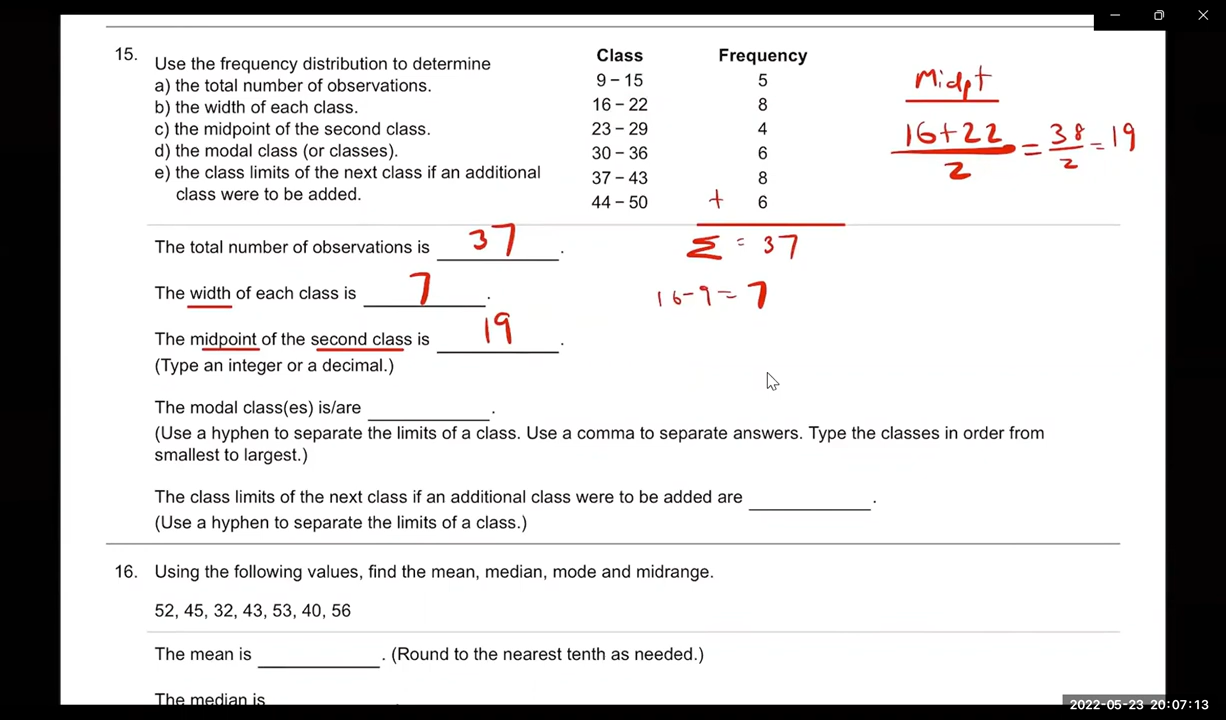 15. Use the frequency distribution to determine
a) the total number of observations.
b) the width of each class.
c) the midpoint of the second class.
d) the modal class (or classes).
e) the class limits of the next class if an additional
class were to be added.
Class Frequency
9 – 15 5
16 – 22 8
23 – 29 4
30 – 36 6
37 – 43 8
44 – 50 + 6
Σ = 37
16-9 = 7
Midpt
16+22
2
= 38
2
= 19
The total number of observations is 37.
The width of each class is 7.
The midpoint of the second class is 19.
(Type an integer or a decimal.)
The modal class(es) is/are ________.
(Use a hyphen to separate the limits of a class. Use a comma to separate answers. Type the classes in order from
smallest to largest.)
The class limits of the next class if an additional class were to be added are ________.
(Use a hyphen to separate the limits of a class.)
16. Using the following values, find the mean, median, mode and midrange.
52, 45, 32, 43, 53, 40, 56
The mean is ________. (Round to the nearest tenth as needed.)
The median is
2022-05-23 20:07:13